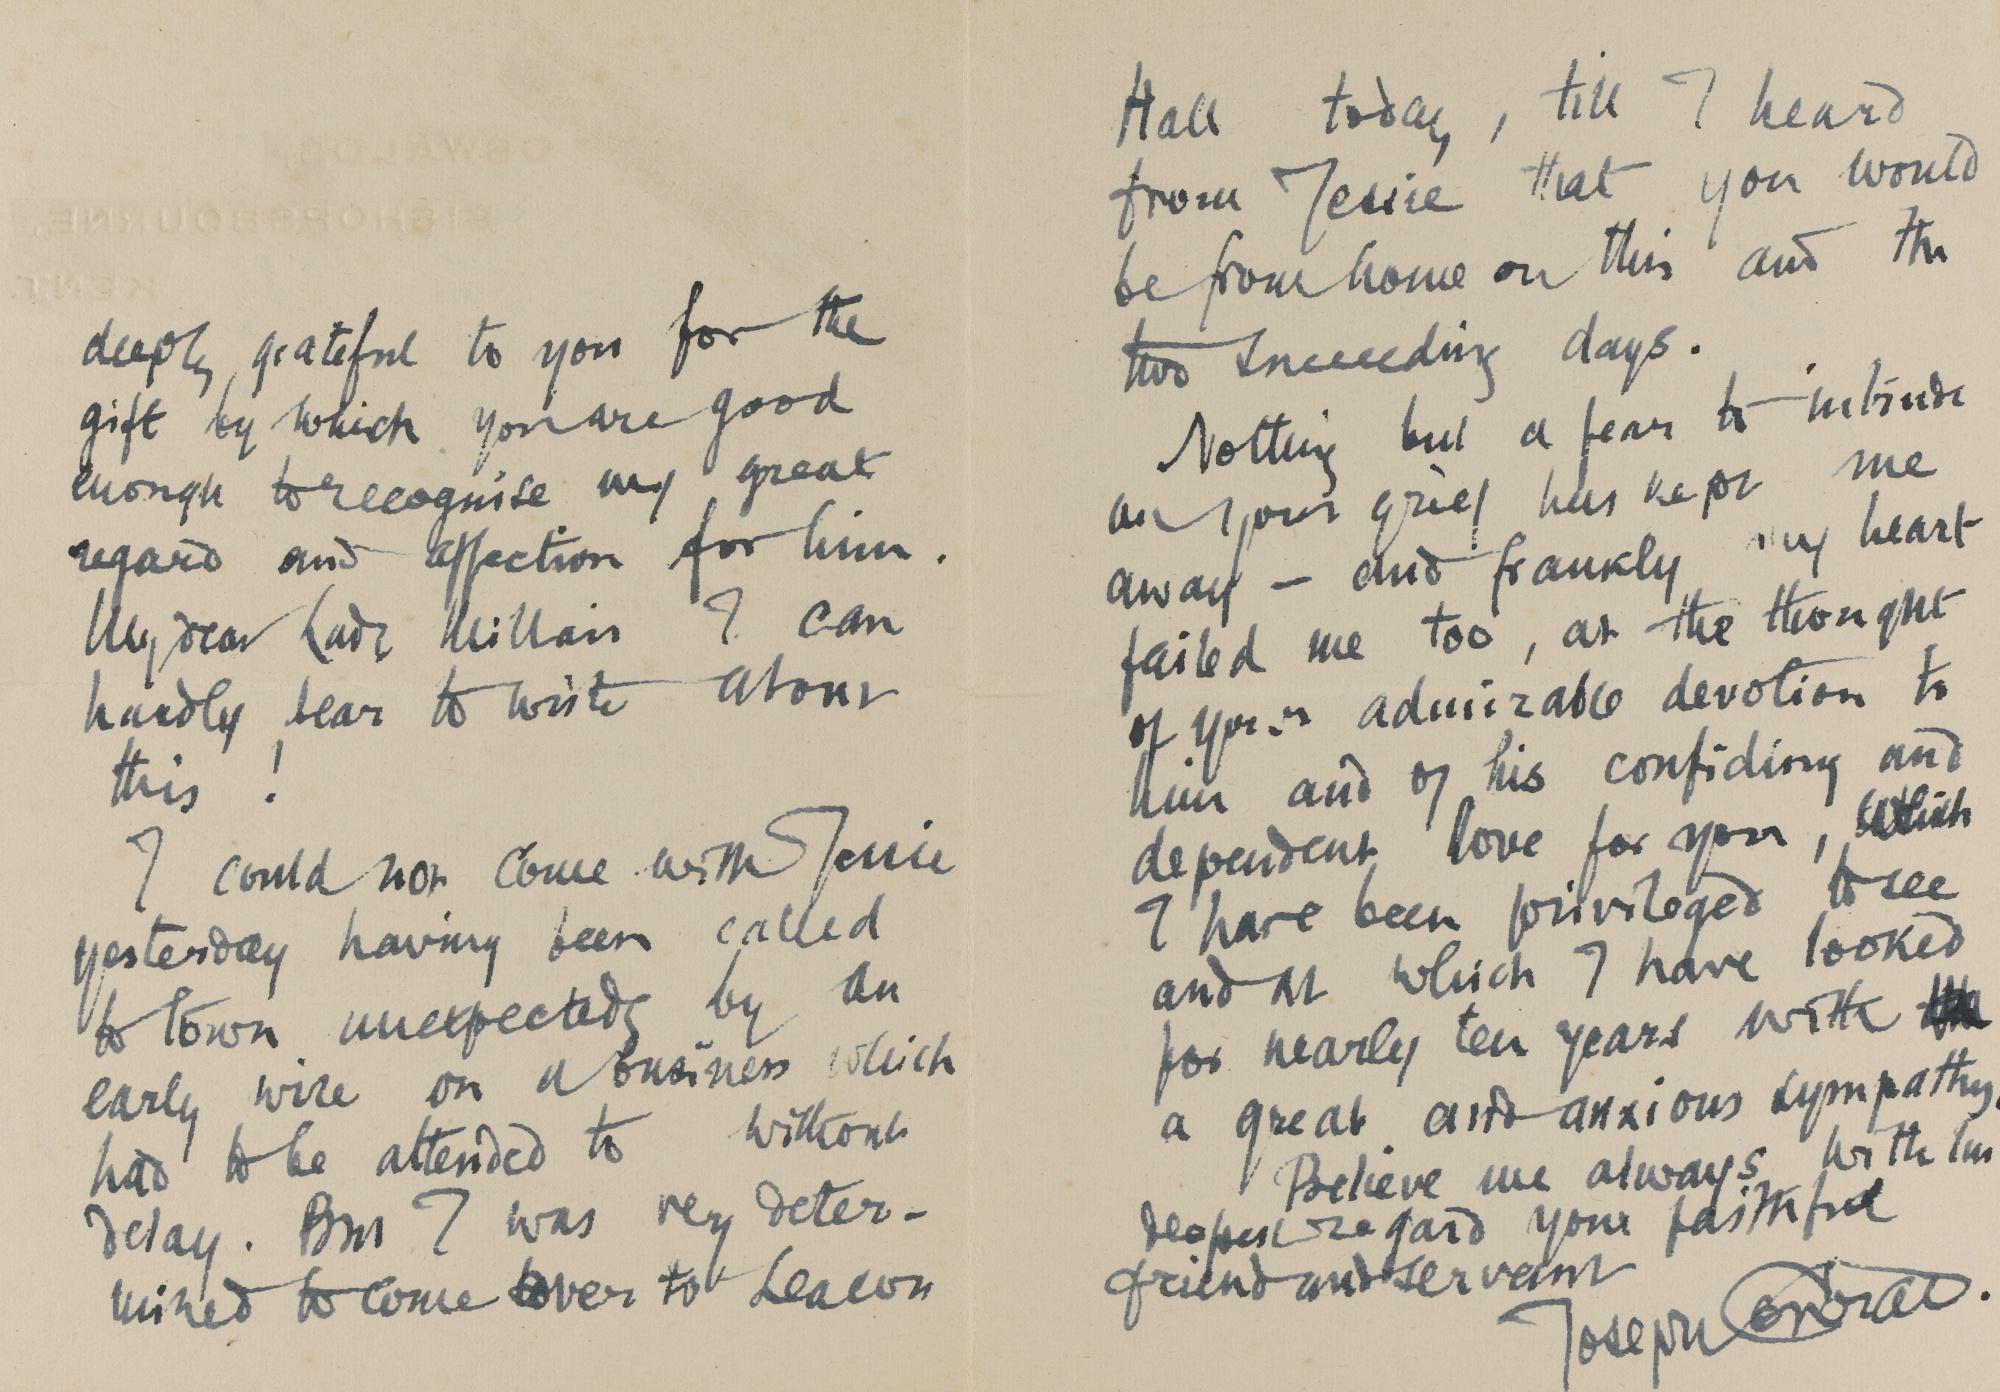 OSWALDS,
BISHOPSBOURNE,
KENT.
deeply grateful to you for the
gift by which you are good
enough to recognise my great
regard and affection for him.
My dear Lady Millais I can
hardly bear to write about
this!
I could not come with Jessie
yesterday having been called
to town unexpectedly by an
early wire on a business which
had to be attended to without
delay. But I was very deter-
mined to come over to Leacon
Hall today, till I heard
from Jessie that you would
be from home on this and the
two succeeding days.
Nothing but a fear to intrude
on your grief has kept me
away – and frankly my heart
failed me too, at the thought
of your admirable devotion to
him and of his confiding and
dependent love for you, which
I have been privileged to see
and at which I have looked
for nearly ten years with
a great and anxious sympathy.
Believe me always with the
deepest regard your faithful
friend and servant
Joseph Conrad.